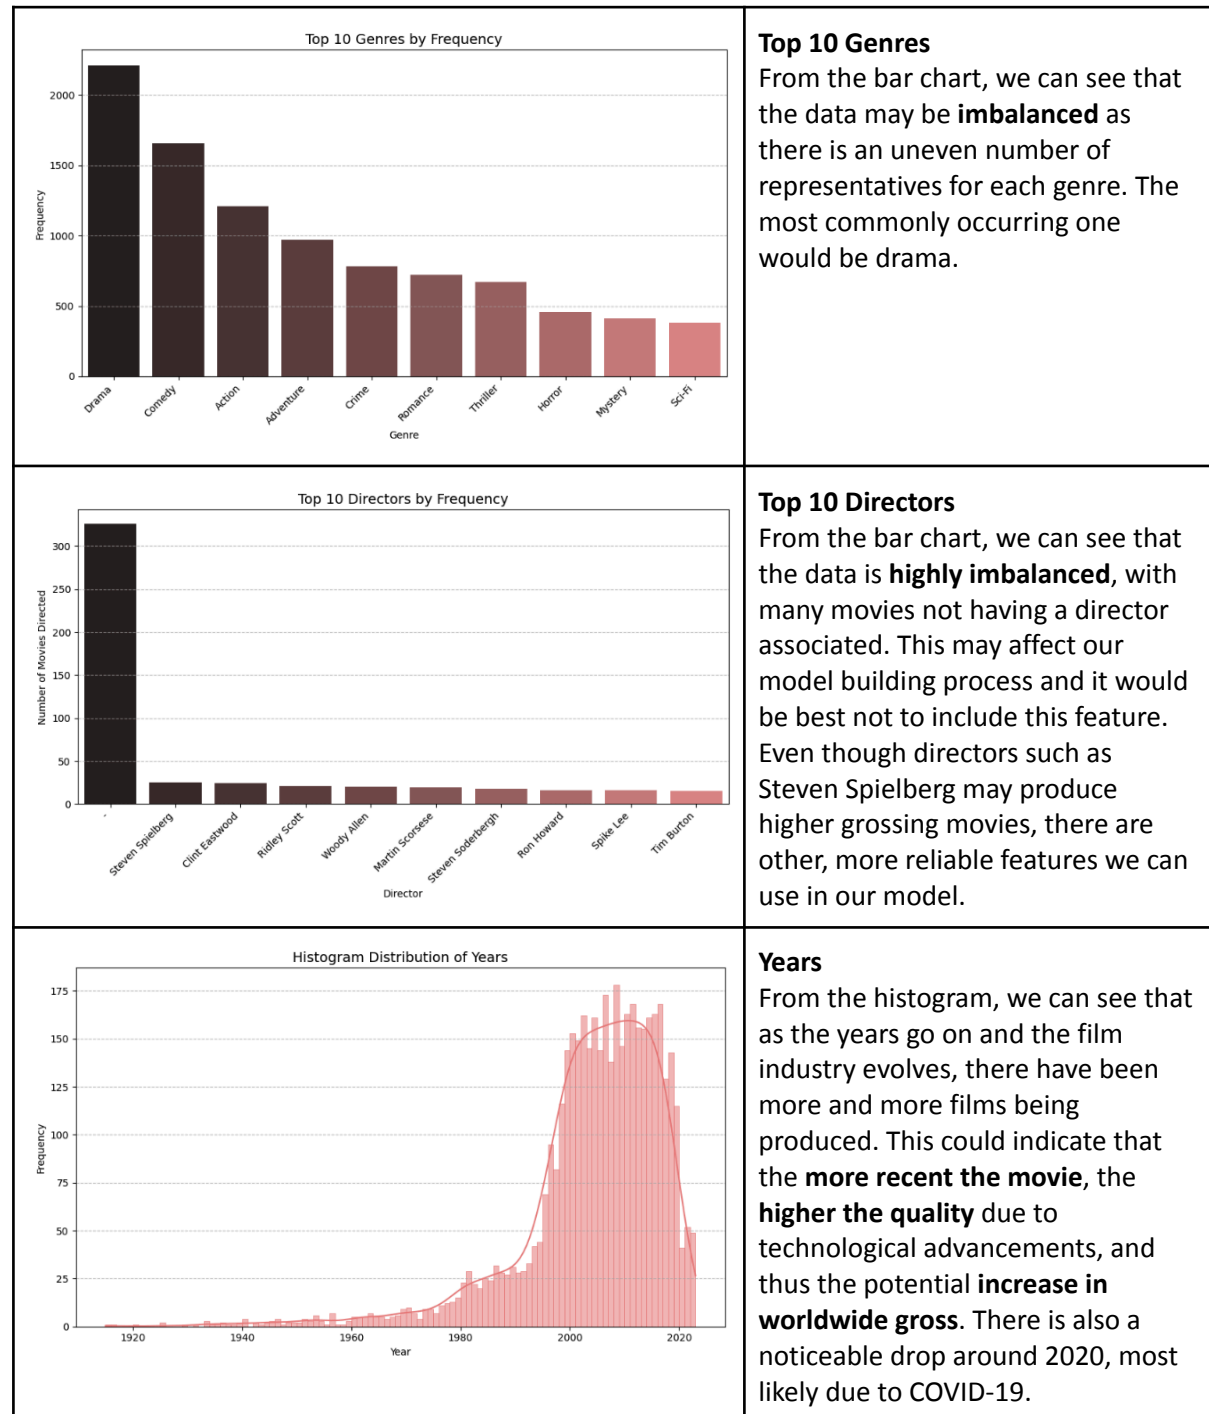 Top 10 Genres by Frequency
Frequency
2000
1500
1000
500
0
Drama
Comedy
Action
Adventure
Crime
Romance
Thriller
Horror
Mystery
Sci-Fi
Genre
Top 10 Genres
From the bar chart, we can see that
the data may be imbalanced as
there is an uneven number of
representatives for each genre. The
most commonly occurring one
would be drama.
Top 10 Directors by Frequency
Number of Movies Directed
300
250
200
150
100
50
0
-
Steven Spielberg
Clint Eastwood
Ridley Scott
Woody Allen
Martin Scorsese
Steven Soderbergh
Ron Howard
Spike Lee
Tim Burton
Director
Top 10 Directors
From the bar chart, we can see that
the data is highly imbalanced, with
many movies not having a director
associated. This may affect our
model building process and it would
be best not to include this feature.
Even though directors such as
Steven Spielberg may produce
higher grossing movies, there are
other, more reliable features we can
use in our model.
Histogram Distribution of Years
Frequency
175
150
125
100
75
50
25
0
1920
1940
1960
1980
2000
2020
Year
Years
From the histogram, we can see that
as the years go on and the film
industry evolves, there have been
more and more films being
produced. This could indicate that
the more recent the movie, the
higher the quality due to
technological advancements, and
thus the potential increase in
worldwide gross. There is also a
noticeable drop around 2020, most
likely due to COVID-19.